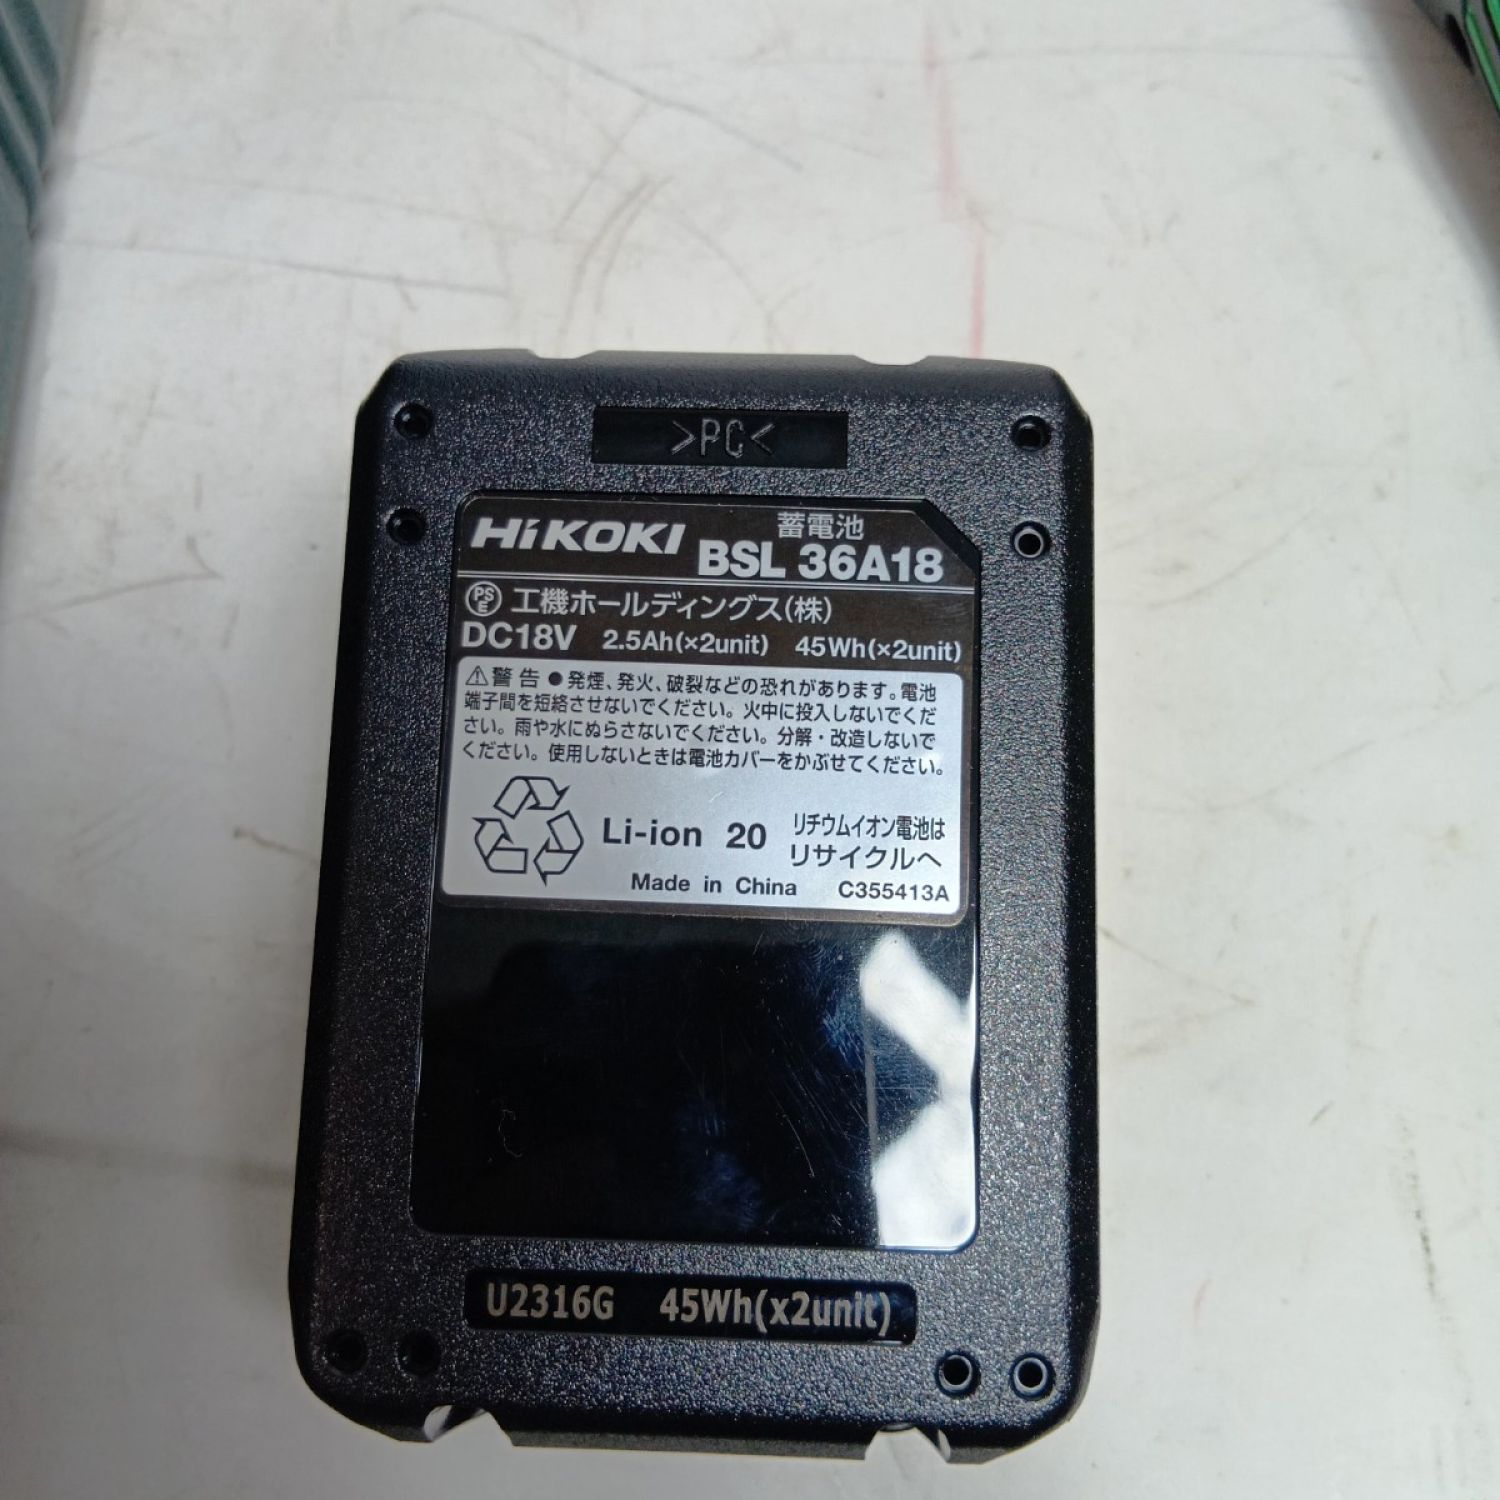 >PC<
HiKOKI 蓄電池
BSL 36A18
PSE 工機ホールディングス(株)
DC18V 2.5Ah(×2unit) 45Wh(×2unit)
⚠警告 ●発煙、発火、破裂などの恐れがあります。電池
端子間を短絡させないでください。火中に投入しないでくだ
さい。雨や水にぬらさないでください。分解・改造しないで
ください。使用しないときは電池カバーをかぶせてください。
Li-ion 20 リチウムイオン電池は
リサイクルへ
Made in China C355413A
U2316G 45Wh(x2unit)